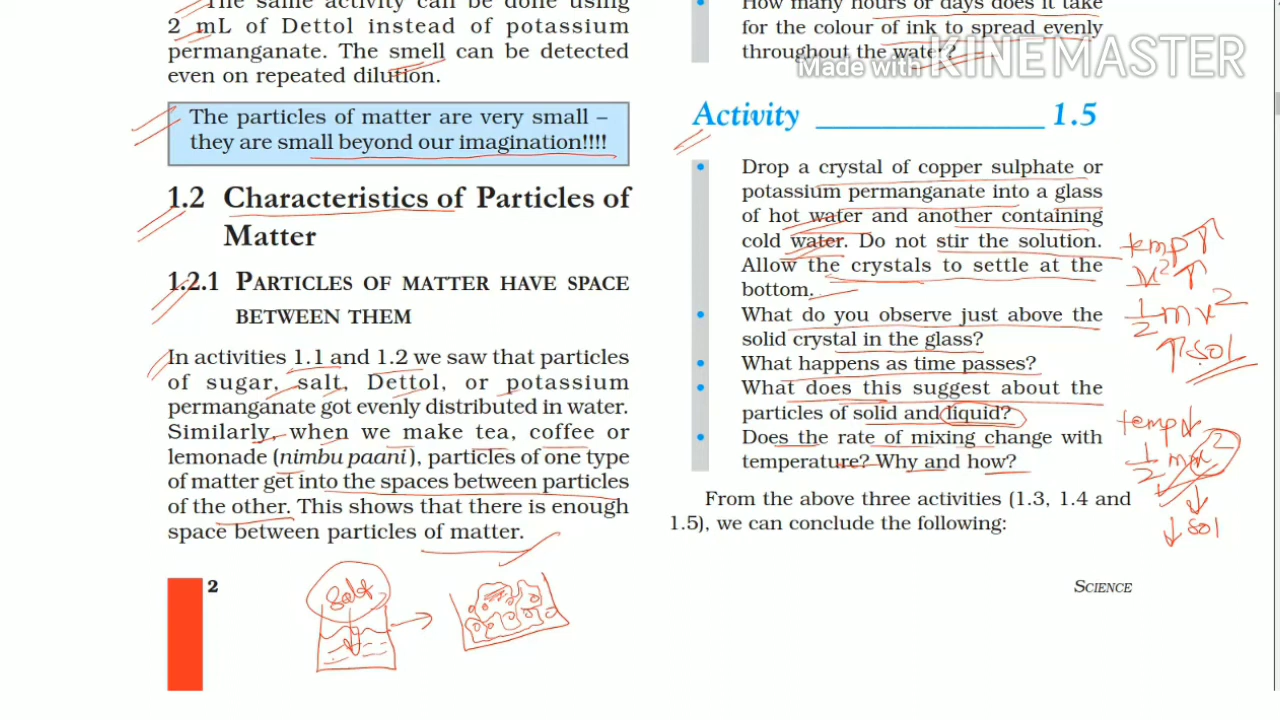 The same activity can be done using
2 mL of Dettol instead of potassium
permanganate. The smell can be detected
even on repeated dilution.
The particles of matter are very small –
they are small beyond our imagination!!!!
1.2 Characteristics of Particles of
Matter
1.2.1 PARTICLES OF MATTER HAVE SPACE
BETWEEN THEM
In activities 1.1 and 1.2 we saw that particles
of sugar, salt, Dettol, or potassium
permanganate got evenly distributed in water.
Similarly, when we make tea, coffee or
lemonade (nimbu paani), particles of one type
of matter get into the spaces between particles
of the other. This shows that there is enough
space between particles of matter.
salt
2
• How many hours or days does it take
for the colour of ink to spread evenly
throughout the water?
Made with KINEMASTER
Activity ____________ 1.5
• Drop a crystal of copper sulphate or
potassium permanganate into a glass
of hot water and another containing
cold water. Do not stir the solution.
Allow the crystals to settle at the
bottom.
• What do you observe just above the
solid crystal in the glass?
• What happens as time passes?
• What does this suggest about the
particles of solid and liquid?
• Does the rate of mixing change with
temperature? Why and how?
From the above three activities (1.3, 1.4 and
1.5), we can conclude the following:
temp ↑
v² ↑
½ mv²
↑ sol
temp ↓
½ mv²
↓ sol
SCIENCE